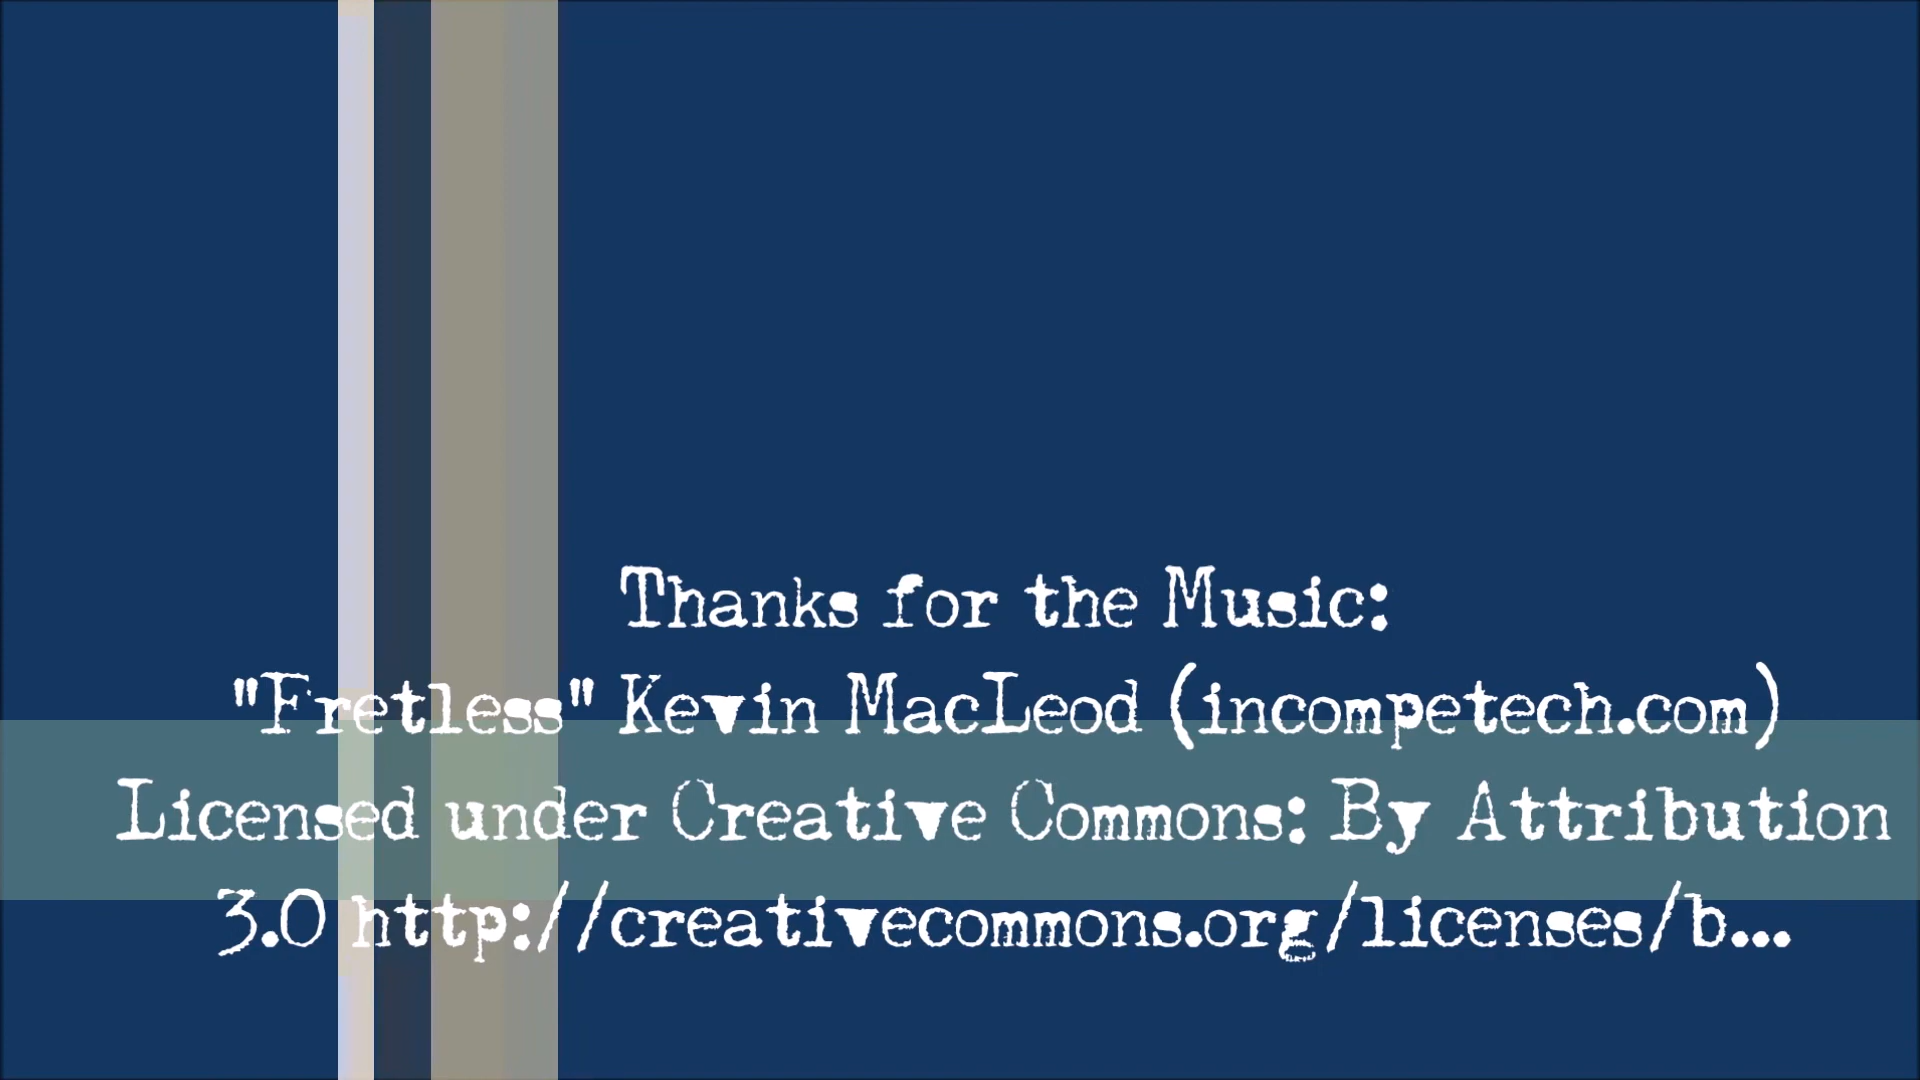 Thanks for the Music:
"Fretless" Kevin MacLeod (incompetech.com)
Licensed under Creative Commons: By Attribution
3.0 http://creativecommons.org/licenses/b...